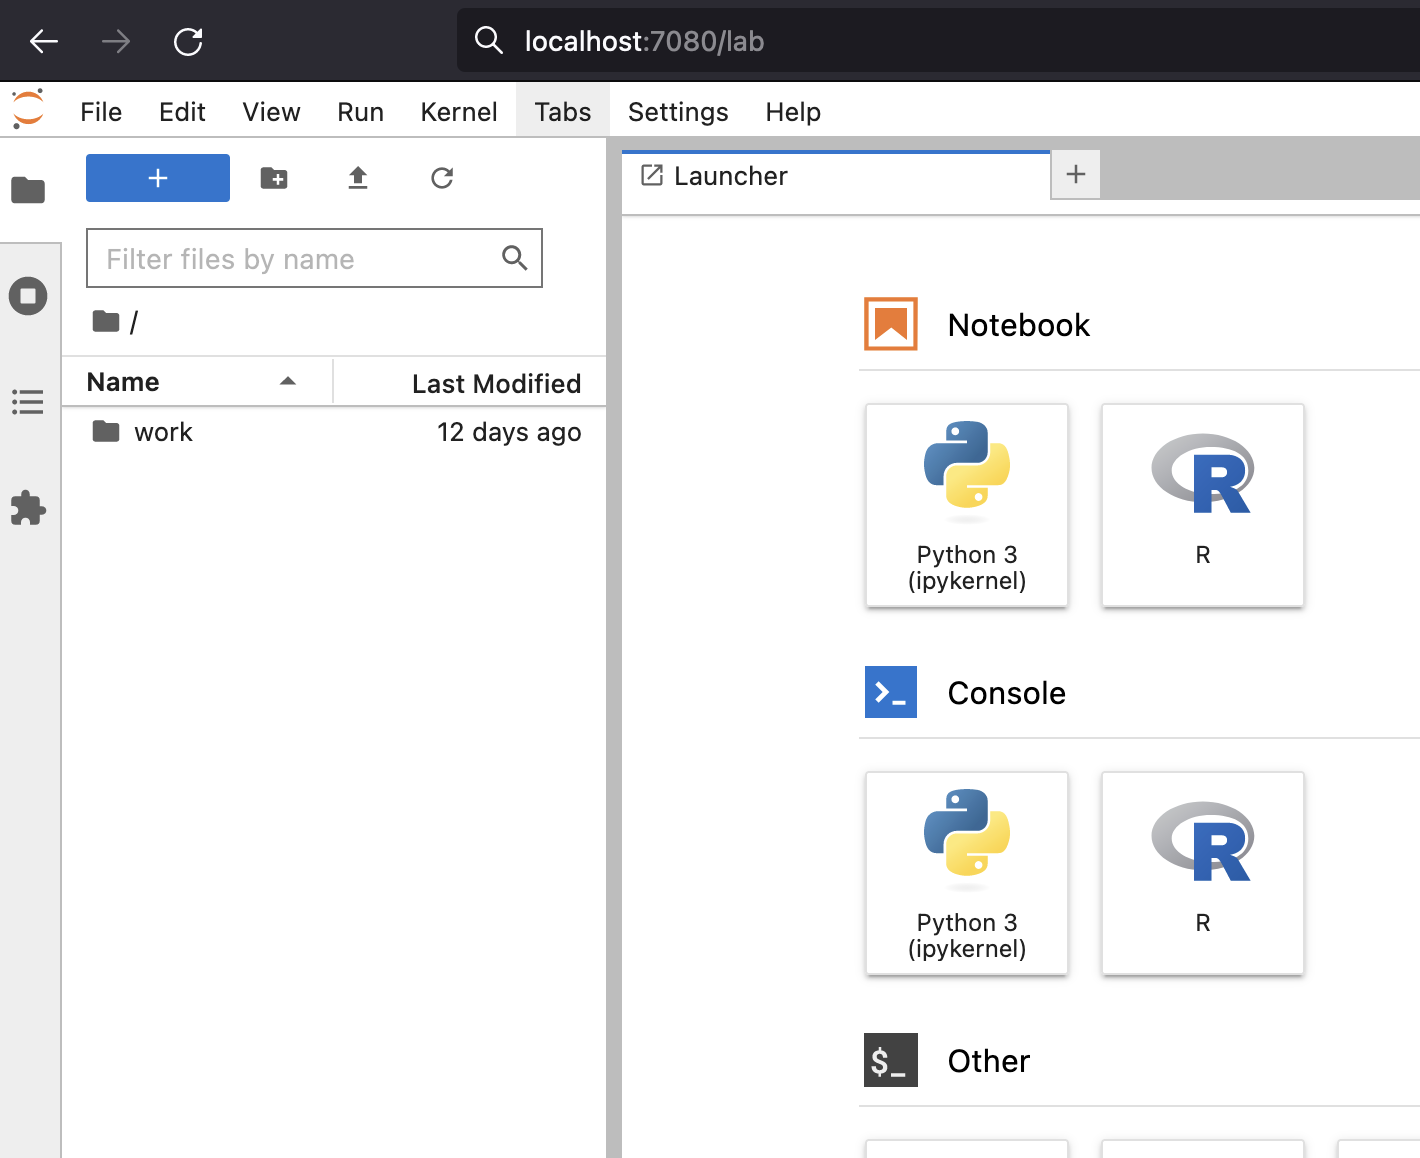 localhost:7080/lab
File Edit View Run Kernel Tabs Settings Help
+
Launcher
+
Filter files by name
/
Name Last Modified
work 12 days ago
Notebook
Python 3
(ipykernel)
R
R
Console
Python 3
(ipykernel)
R
R
$_ Other